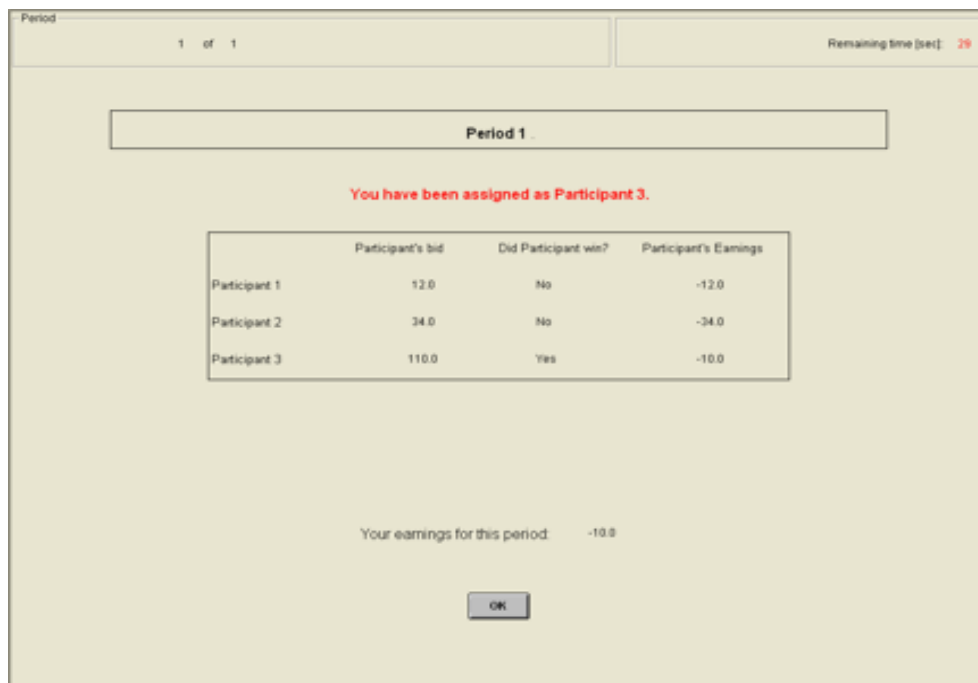 Period
1 of 1
Remaining time [sec]: 29
Period 1
You have been assigned as Participant 3.
Participant's bid Did Participant win? Participant's Earnings
Participant 1 12.0 No -12.0
Participant 2 34.0 No -34.0
Participant 3 110.0 Yes -10.0
Your earnings for this period: -10.0
OK